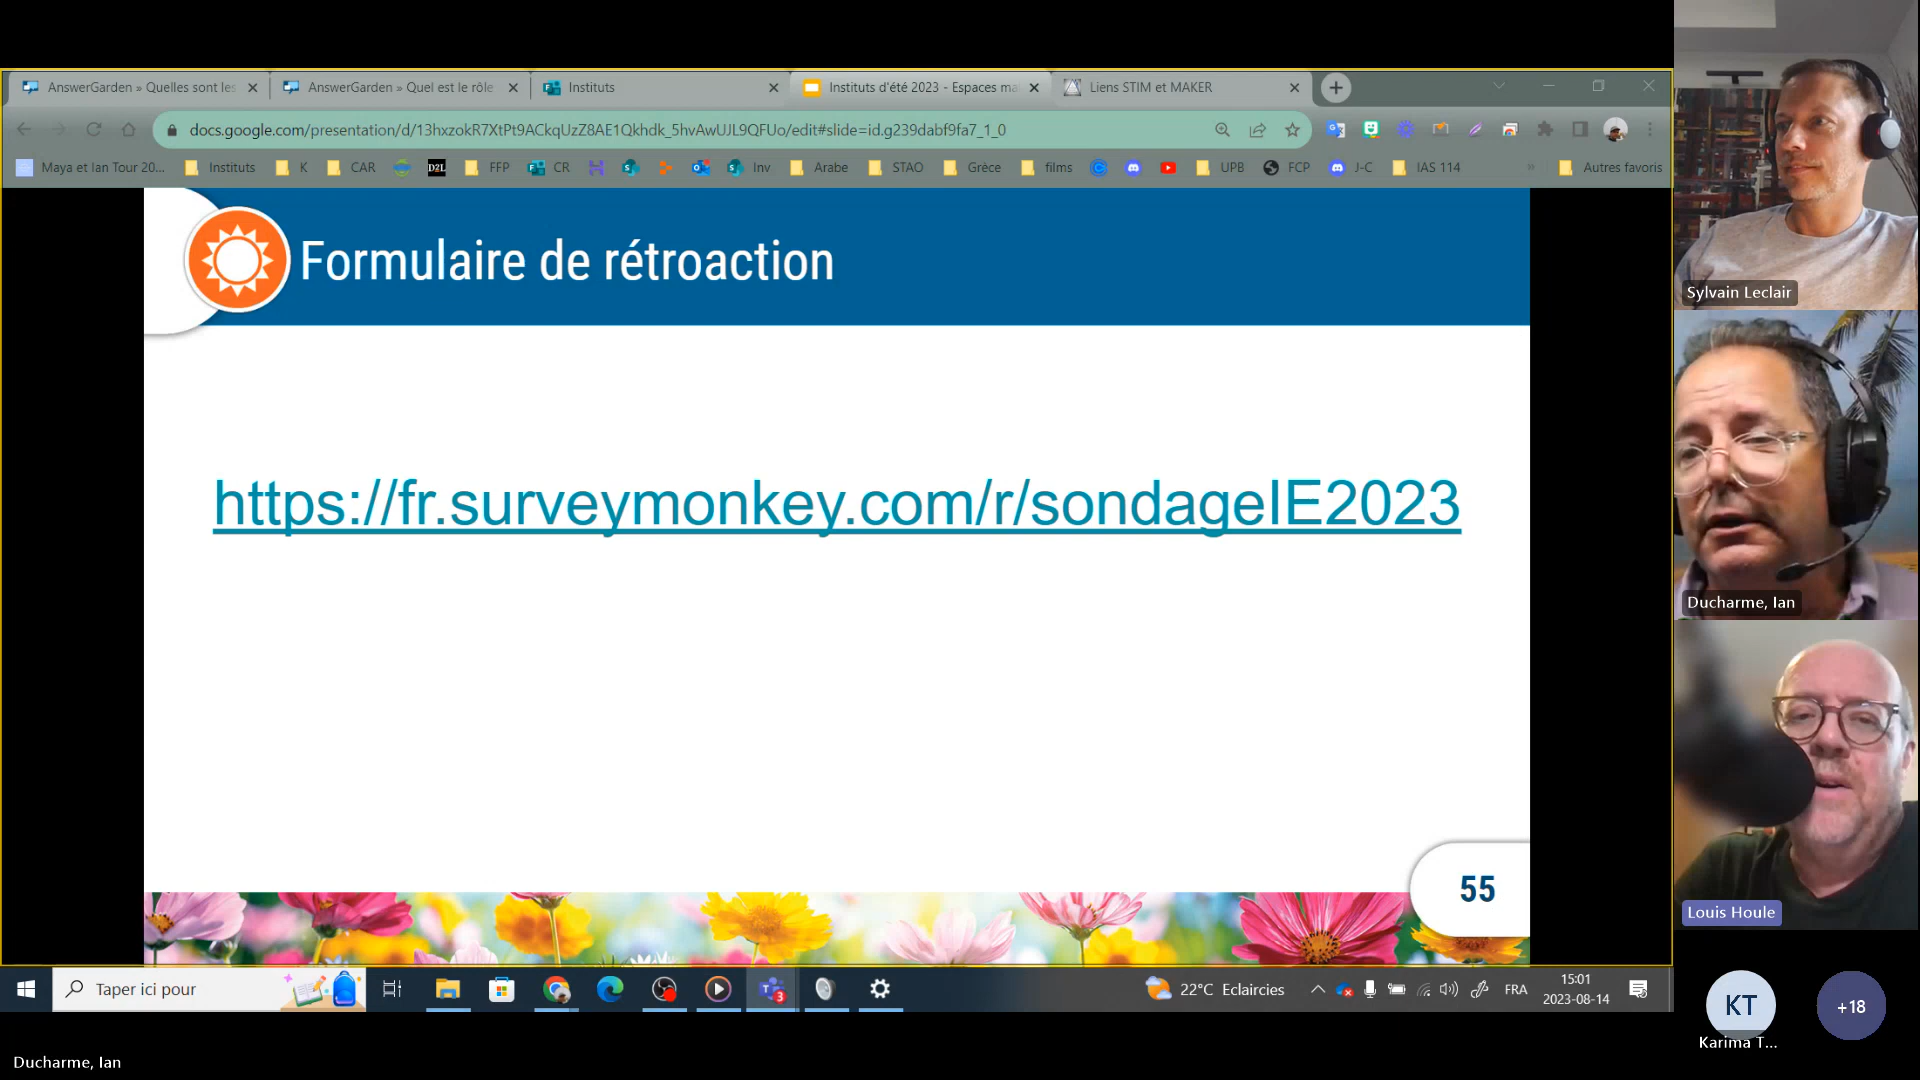 AnswerGarden » Quelles sont les
AnswerGarden » Quel est le rôle
Instituts
Instituts d'été 2023 - Espaces ma
Liens STIM et MAKER
docs.google.com/presentation/d/13hxzokR7XtPt9ACkqUzZ8AE1Qkhdk_5hvAwUJL9QFUo/edit#slide=id.g239dabf9fa7_1_0
Maya et Ian Tour 20...
Instituts
K
CAR
D2L
FFP
CR
Inv
Arabe
STAO
Grèce
films
UPB
FCP
J-C
IAS 114
»
Autres favoris
Formulaire de rétroaction
https://fr.surveymonkey.com/r/sondageIE2023
55
Sylvain Leclair
Ducharme, Ian
Louis Houle
KT
Karima T...
+18
Taper ici pour
3
22°C Eclaircies
FRA
15:01
2023-08-14
Ducharme, Ian